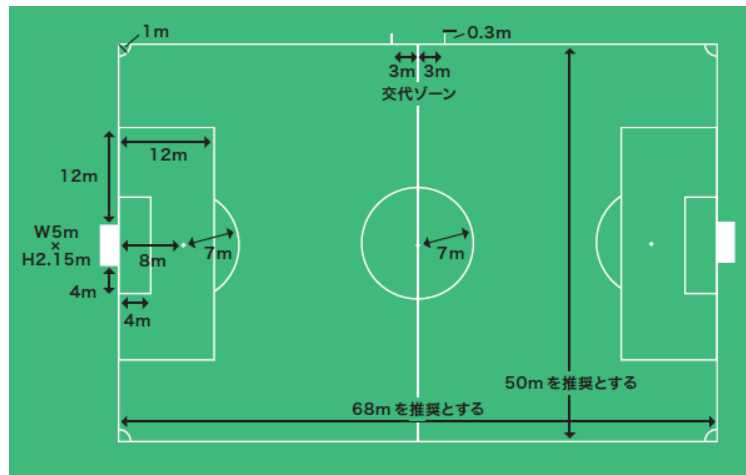 1m
0.3m
3m 3m
交代ゾーン
12m
12m
W5m
×
H2.15m
8m
7m
7m
4m
4m
50mを推奨とする
68mを推奨とする